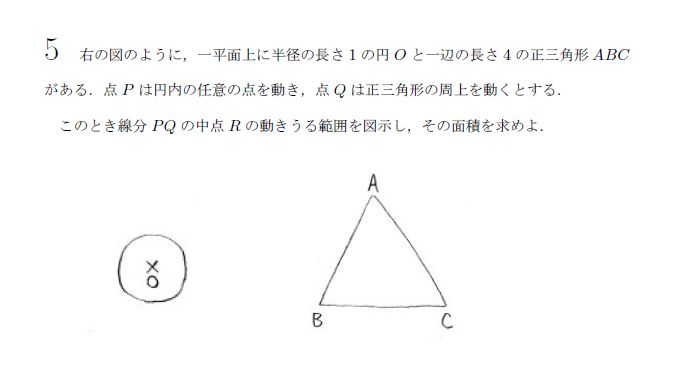 5 右の図のように，一平面上に半径の長さ 1 の円 O と一辺の長さ 4 の正三角形 ABC
がある．点 P は円内の任意の点を動き，点 Q は正三角形の周上を動くとする．
このとき線分 PQ の中点 R の動きうる範囲を図示し，その面積を求めよ．
A
O
B C